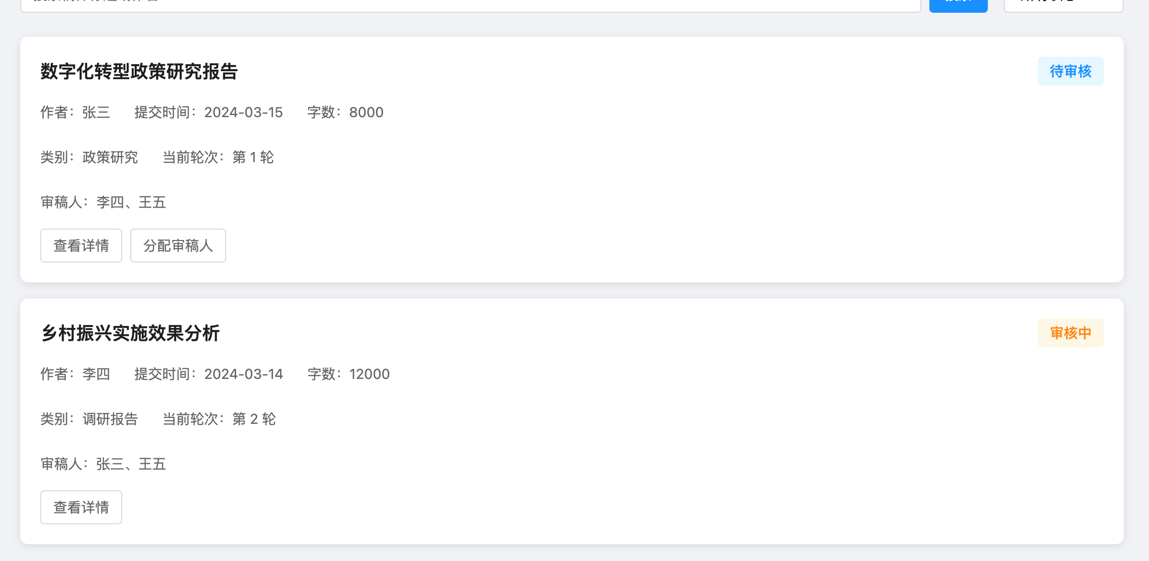 数字化转型政策研究报告 待审核
作者：张三 提交时间：2024-03-15 字数：8000
类别：政策研究 当前轮次：第 1 轮
审稿人：李四、王五
查看详情 分配审稿人
乡村振兴实施效果分析 审核中
作者：李四 提交时间：2024-03-14 字数：12000
类别：调研报告 当前轮次：第 2 轮
审稿人：张三、王五
查看详情